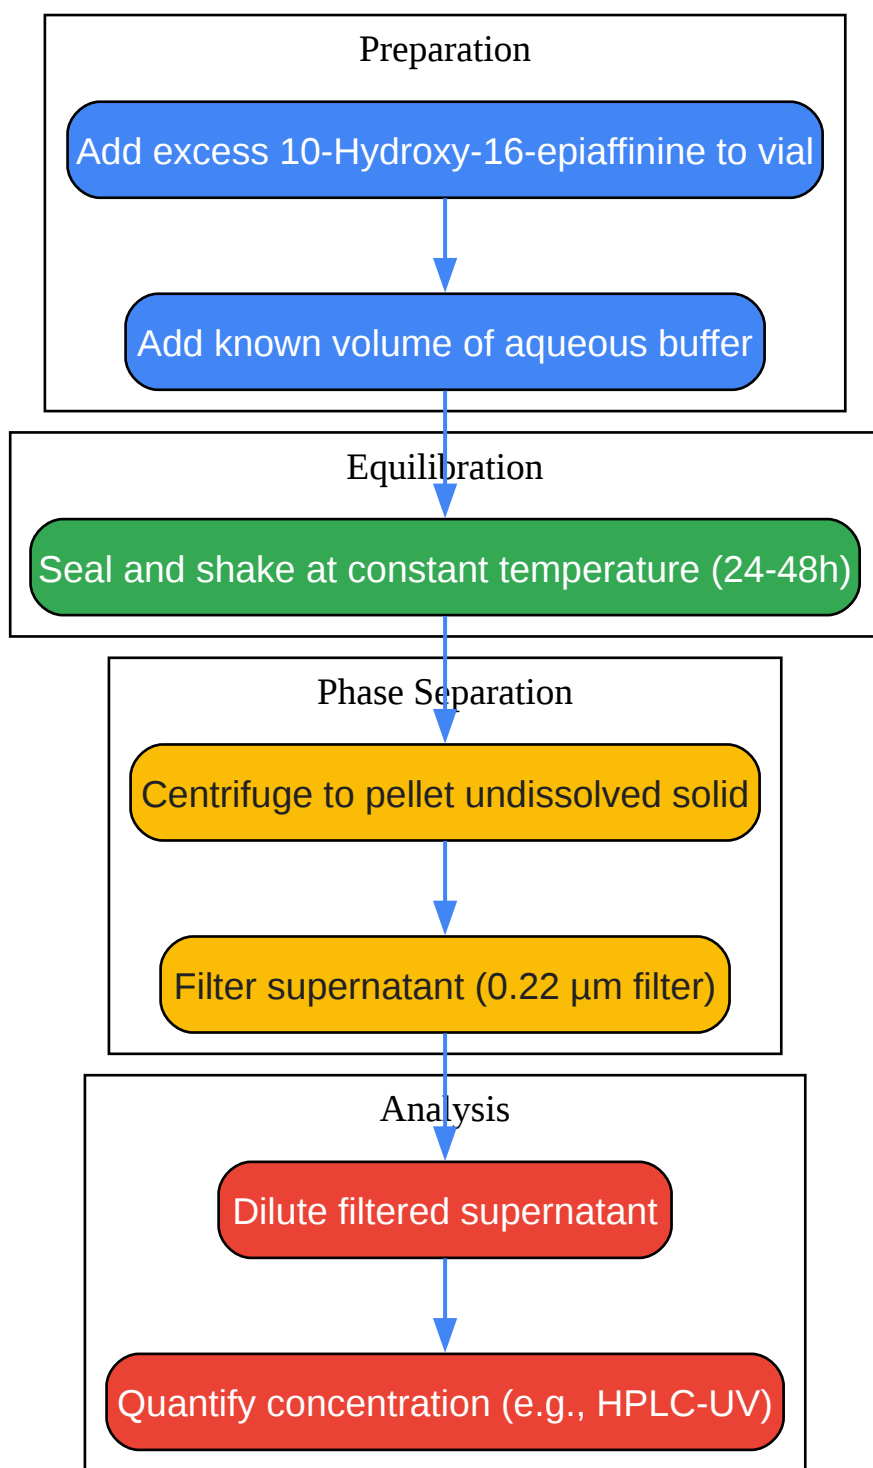 Preparation
Add excess 10-Hydroxy-16-epiaffinine to vial
Add known volume of aqueous buffer
Equilibration
Seal and shake at constant temperature (24-48h)
Phase Separation
Centrifuge to pellet undissolved solid
Filter supernatant (0.22 µm filter)
Analysis
Dilute filtered supernatant
Quantify concentration (e.g., HPLC-UV)